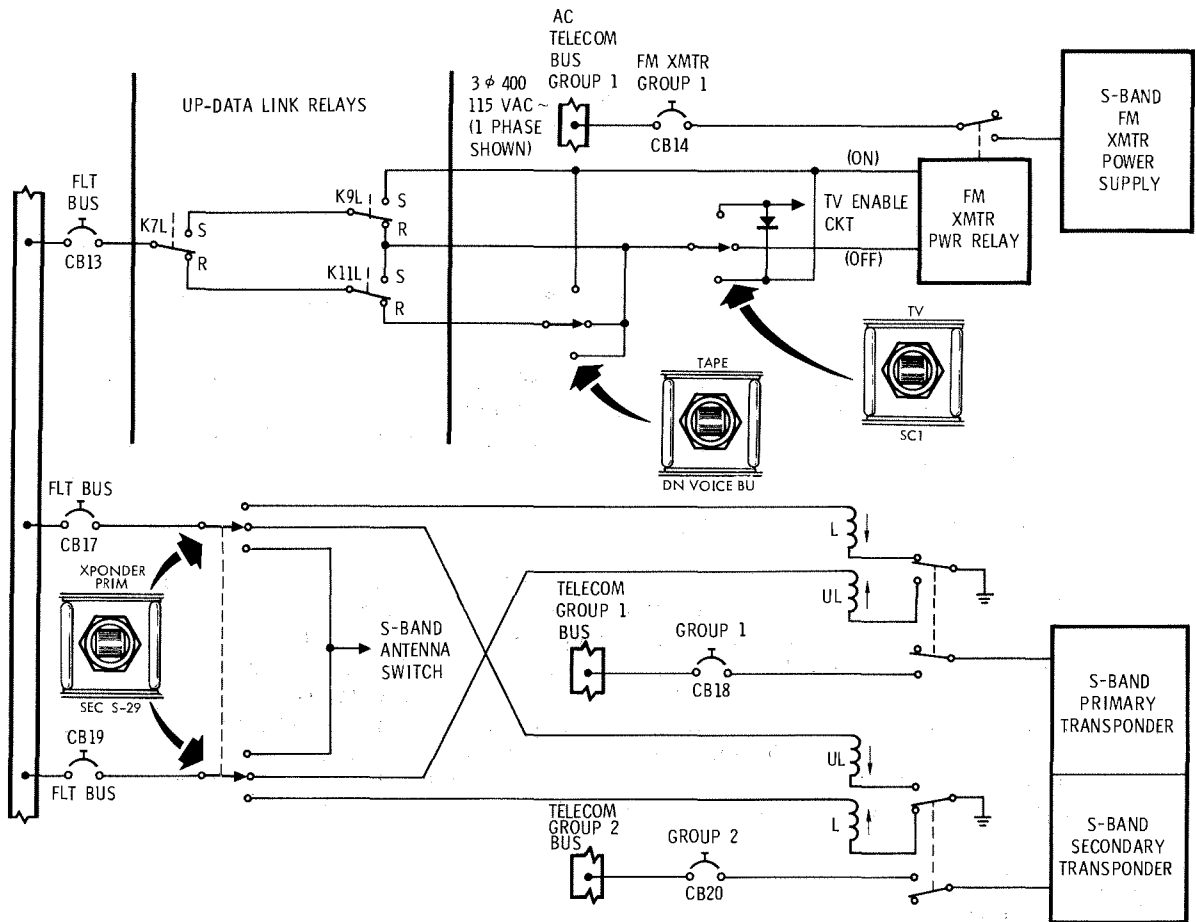 AC
TELECOM
BUS
GROUP 1
3 φ 400
115 VAC ~
(1 PHASE
SHOWN)
FM XMTR
GROUP 1
CB14
S-BAND
FM
XMTR
POWER
SUPPLY
UP-DATA LINK RELAYS
FLT
BUS
CB13
K7L
S
R
K9L
S
R
K11L
S
R
(ON)
TV ENABLE
CKT
(OFF)
FM
XMTR
PWR RELAY
TV
SC1
TAPE
DN VOICE BU
FLT BUS
CB17
XPONDER
PRIM
SEC S-29
CB19
FLT BUS
S-BAND
ANTENNA
SWITCH
L
UL
TELECOM
GROUP 1
BUS
GROUP 1
CB18
S-BAND
PRIMARY
TRANSPONDER
UL
L
TELECOM
GROUP 2
BUS
GROUP 2
CB20
S-BAND
SECONDARY
TRANSPONDER